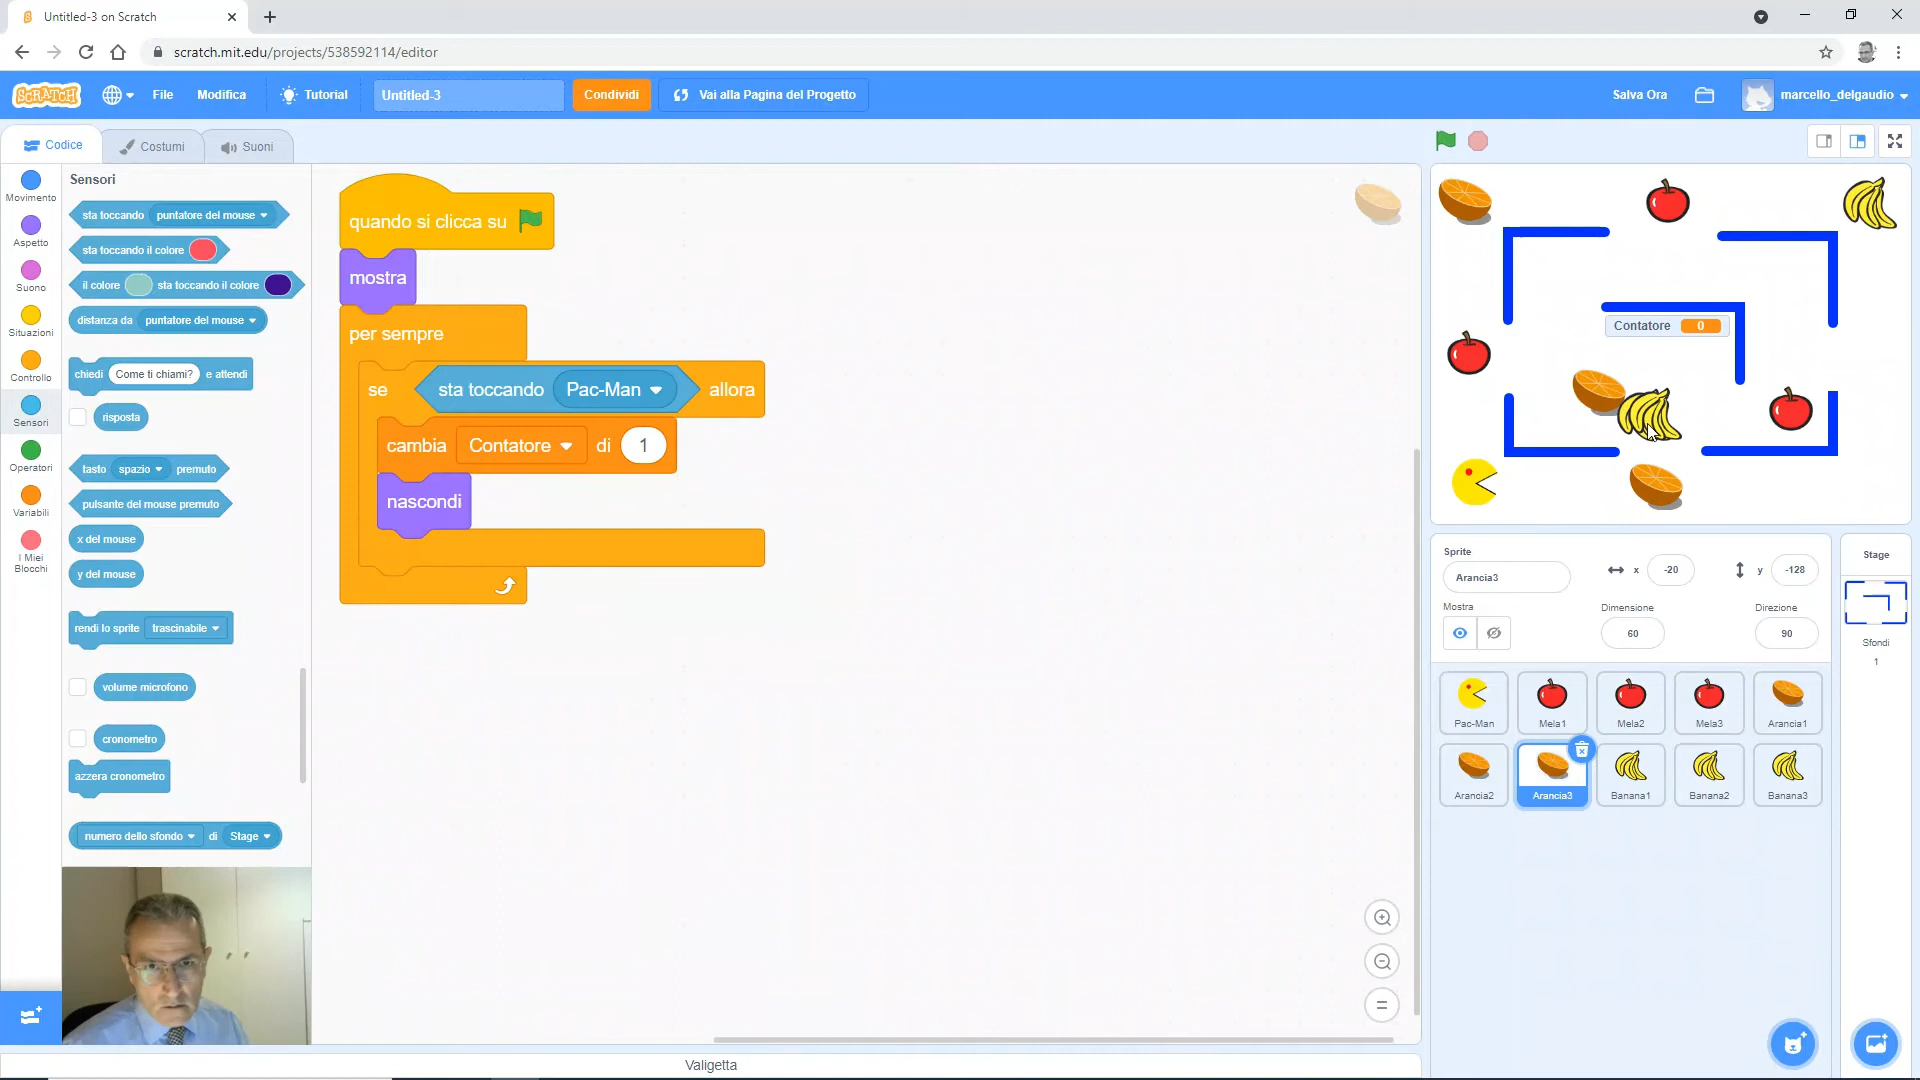 Untitled-3 on Scratch
scratch.mit.edu/projects/538592114/editor
SCRATCH
File
Modifica
Tutorial
Untitled-3
Condividi
Vai alla Pagina del Progetto
Salva Ora
marcello_delgaudio
Codice
Costumi
Suoni
Movimento
Aspetto
Suono
Situazioni
Controllo
Sensori
Operatori
Variabili
I Miei
Blocchi
Sensori
sta toccando puntatore del mouse
sta toccando il colore
il colore sta toccando il colore
distanza da puntatore del mouse
chiedi Come ti chiami? e attendi
risposta
tasto spazio premuto
pulsante del mouse premuto
x del mouse
y del mouse
rendi lo sprite trascinabile
volume microfono
cronometro
azzera cronometro
numero dello sfondo di Stage
quando si clicca su
mostra
per sempre
se sta toccando Pac-Man allora
cambia Contatore di 1
nascondi
Valigetta
Contatore 0
Sprite
Arancia3
x -20
y -128
Mostra
Dimensione
60
Direzione
90
Pac-Man
Mela1
Mela2
Mela3
Arancia1
Arancia2
Arancia3
Banana1
Banana2
Banana3
Stage
Sfondi
1